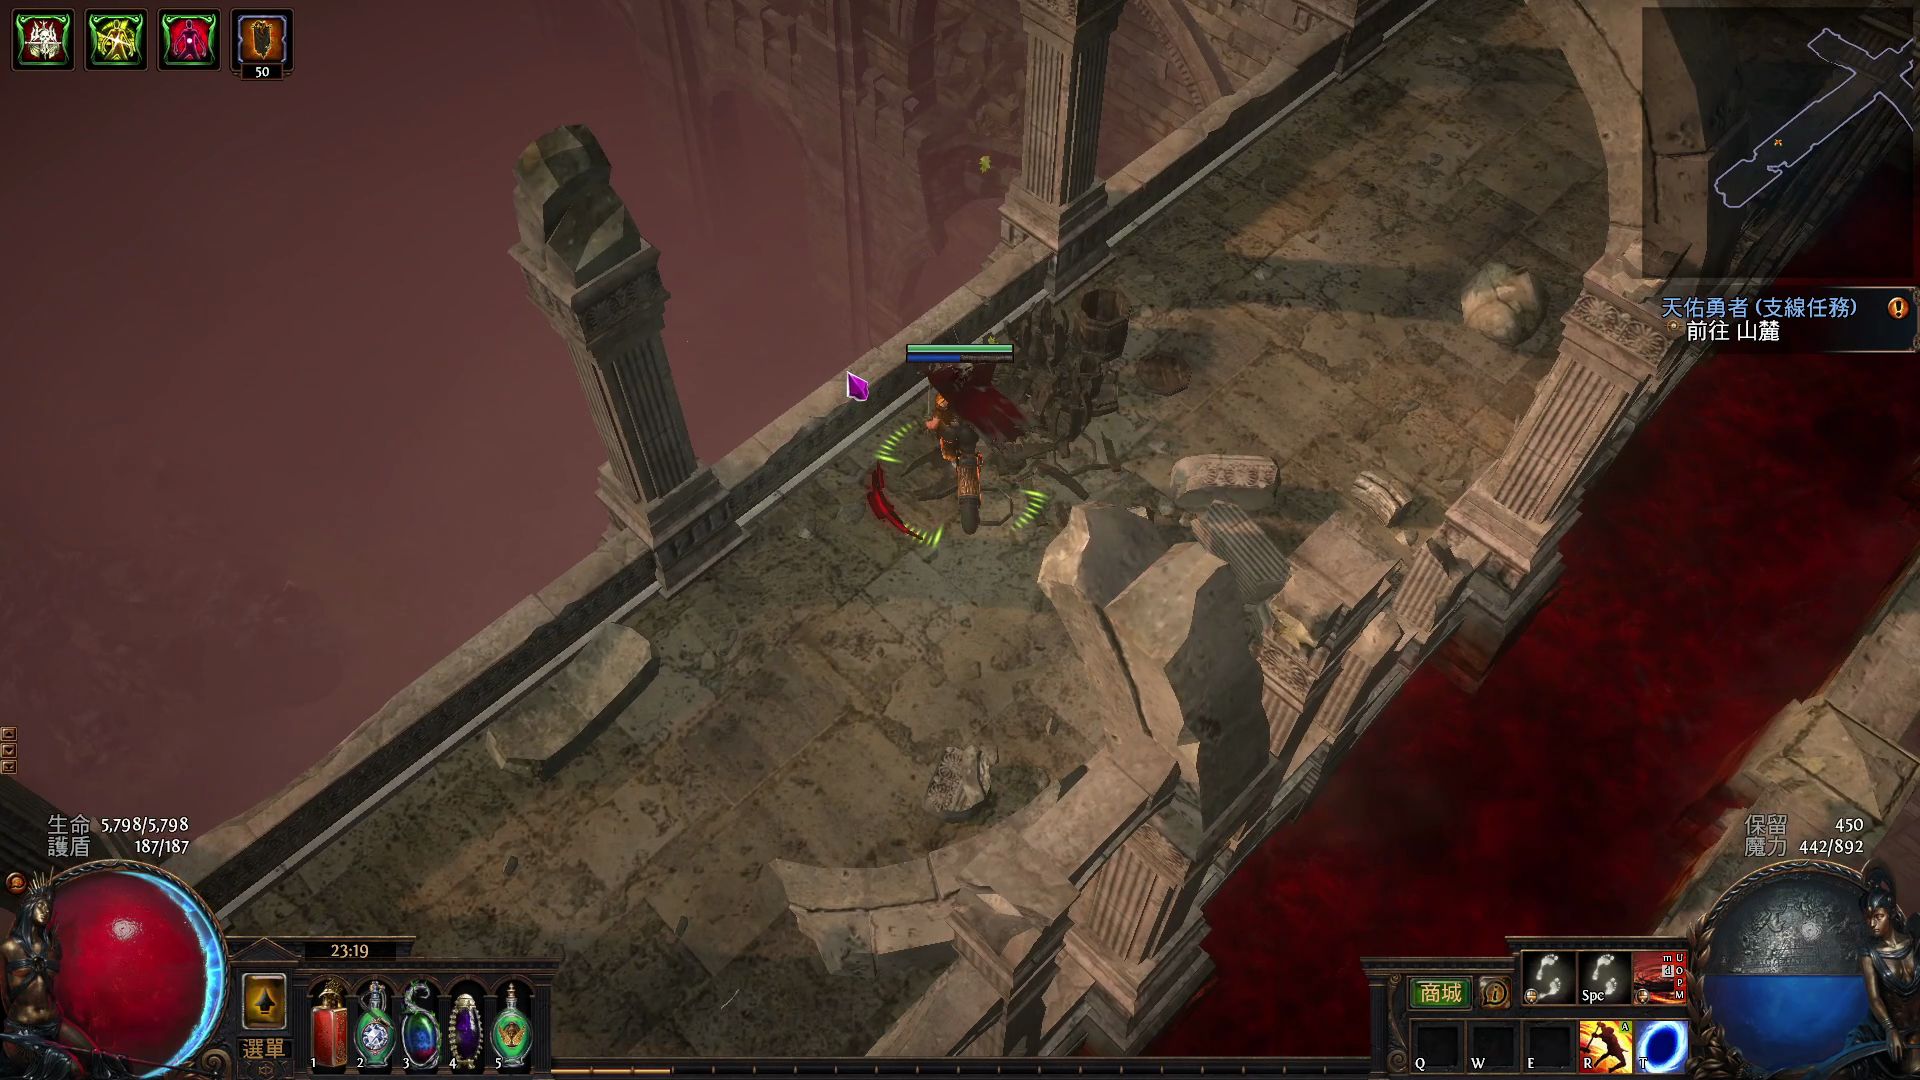 50
天佑勇者 (支線任務)
前往 山麓
生命 5,798/5,798
護盾 187/187
保留 450
魔力 442/892
23:19
選單
1
2
3
4
5
商城
Spc
m U
d O
P
M
Q
W
E
R
A
T